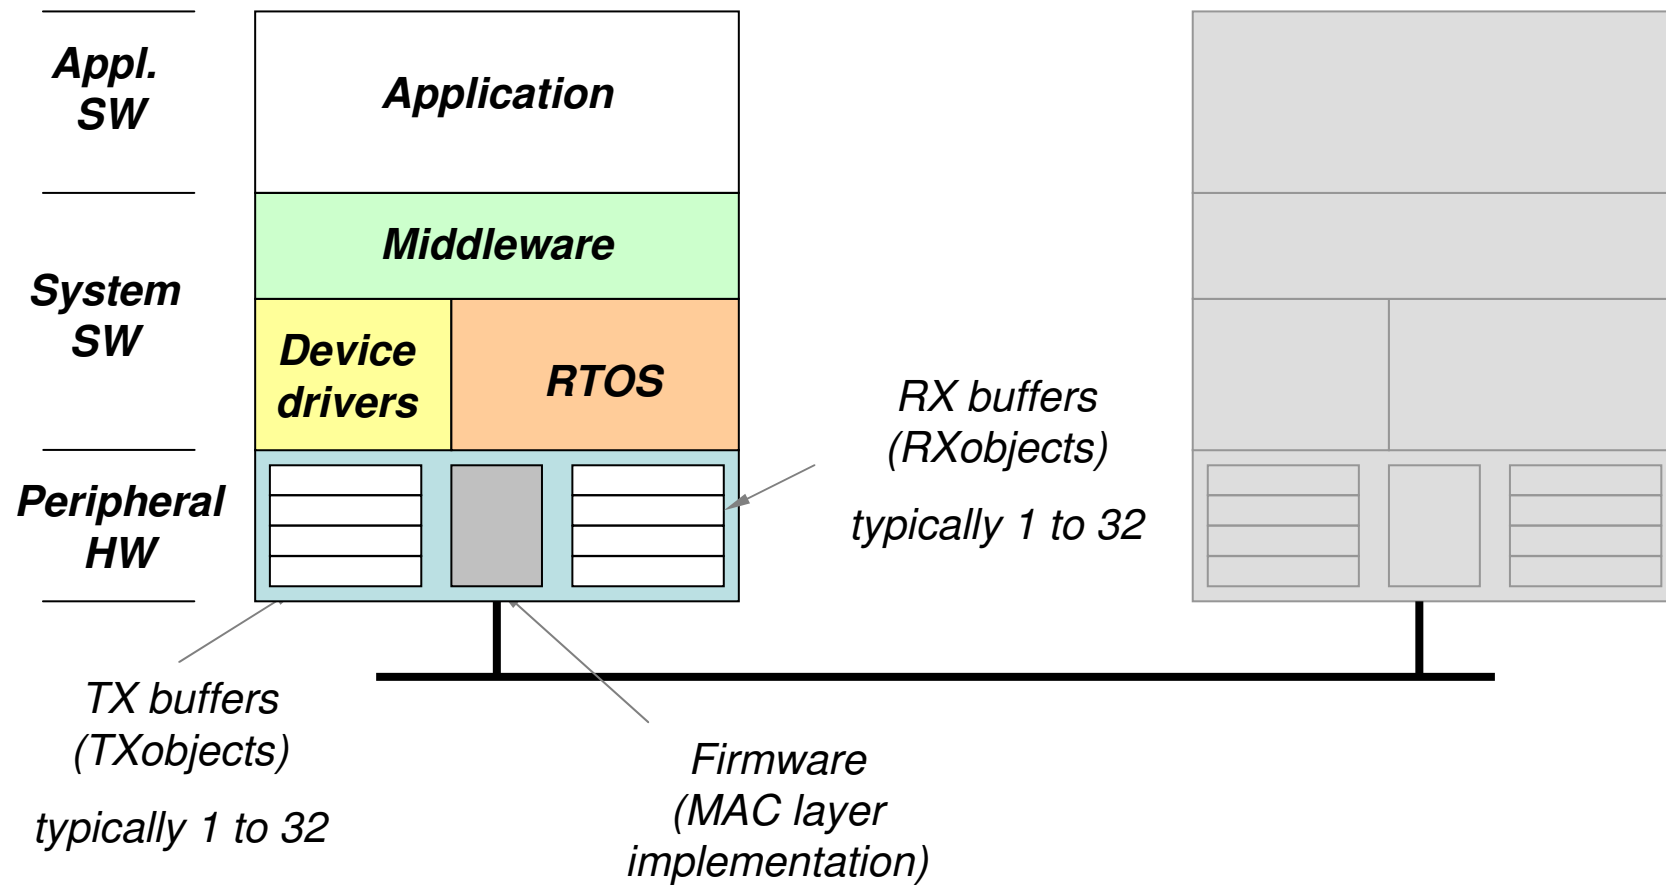 Appl.
SW
Application
Middleware
System
SW
Device
drivers
RTOS
RX buffers
(RXobjects)
typically 1 to 32
Peripheral
HW
TX buffers
(TXobjects)
typically 1 to 32
Firmware
(MAC layer
implementation)